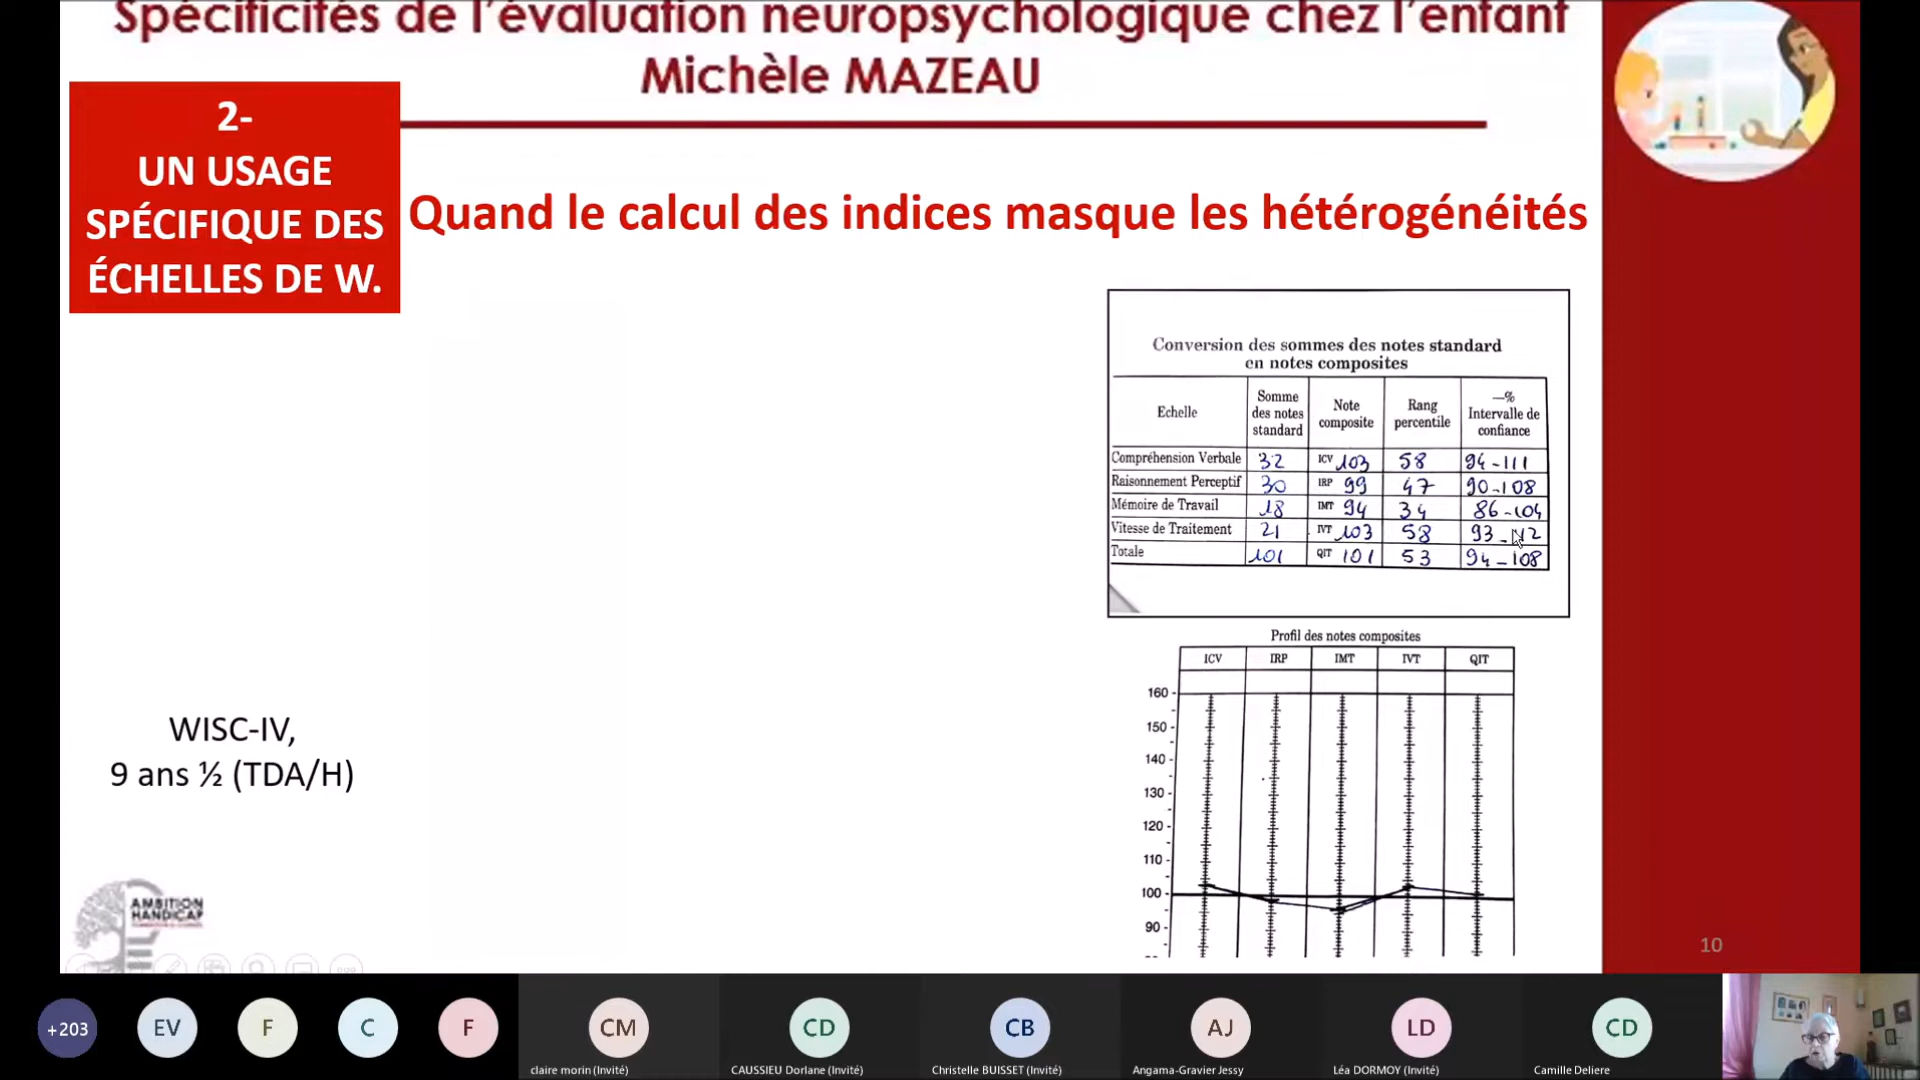 Spécificités de l'évaluation neuropsychologique chez l'enfant
Michèle MAZEAU
2-
UN USAGE
SPÉCIFIQUE DES
ÉCHELLES DE W.
Quand le calcul des indices masque les hétérogénéités
Conversion des sommes des notes standard
en notes composites
Echelle
Somme
des notes
standard
Note
composite
Rang
percentile
—%
Intervalle de
confiance
Compréhension Verbale 32 ICV 103 58 94-111
Raisonnement Perceptif 30 IRP 99 47 90-108
Mémoire de Travail 18 IMT 94 34 86-104
Vitesse de Traitement 21 IVT 103 58 93-112
Totale 101 QIT 101 53 94-108
Profil des notes composites
ICV IRP IMT IVT QIT
160
150
140
130
120
110
100
90
WISC-IV,
9 ans ½ (TDA/H)
AMBITION
HANDICAP
10
+203
EV
F
C
F
CM
claire morin (Invité)
CD
CAUSSIEU Dorlane (Invité)
CB
Christelle BUISSET (Invité)
AJ
Angama-Gravier Jessy
LD
Léa DORMOY (Invité)
CD
Camille Deliere